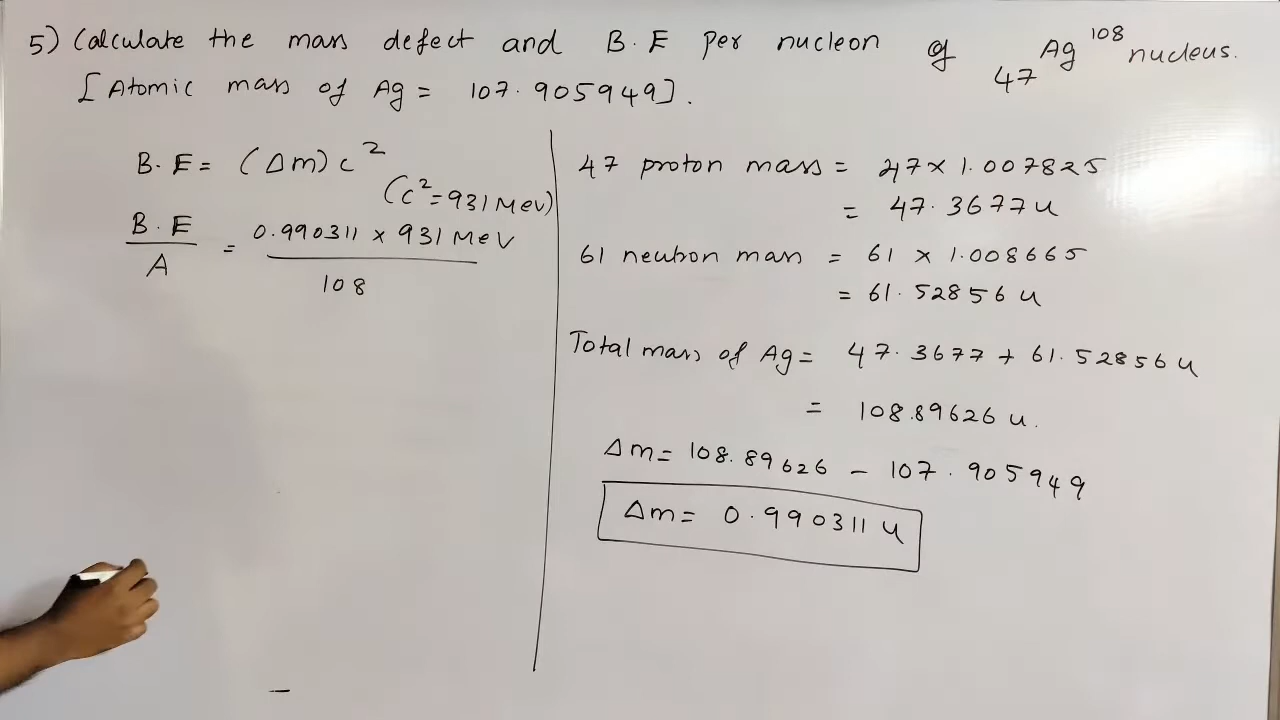 5) Calculate the mass defect and B.E per nucleon of ₄₇Ag¹⁰⁸ nucleus.
[Atomic mass of Ag = 107.905949].
B.E = (Δm)c²
(c² = 931 MeV)
B.E / A = 0.990311 × 931 MeV / 108
47 proton mass = 47 × 1.007825
= 47.3677 u
61 neutron mass = 61 × 1.008665
= 61.52856 u
Total mass of Ag = 47.3677 + 61.52856 u
= 108.89626 u.
Δm = 108.89626 − 107.905949
Δm = 0.990311 u